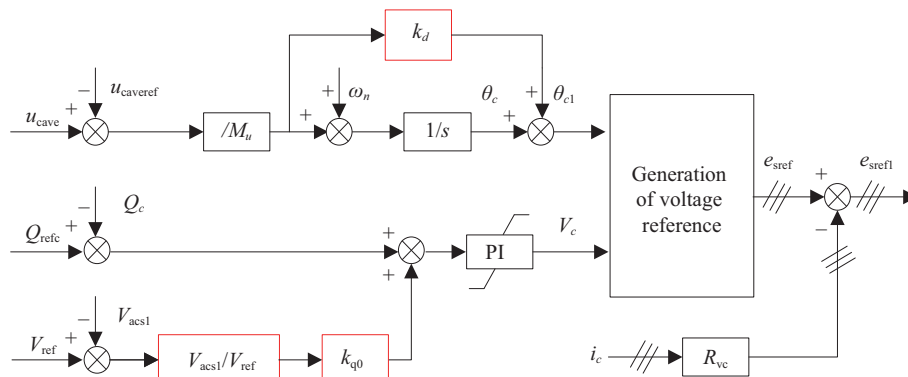 k_d
−
u_caveref
+
ω_n
θ_c
+
θ_c1
+
u_cave
/M_u
+
1/s
+
Generation
of voltage
reference
e_sref
+
e_sref1
−
−
Q_c
+
Q_refc
+
+
PI
V_c
−
V_acs1
+
V_ref
V_acs1/V_ref
k_q0
i_c
R_vc